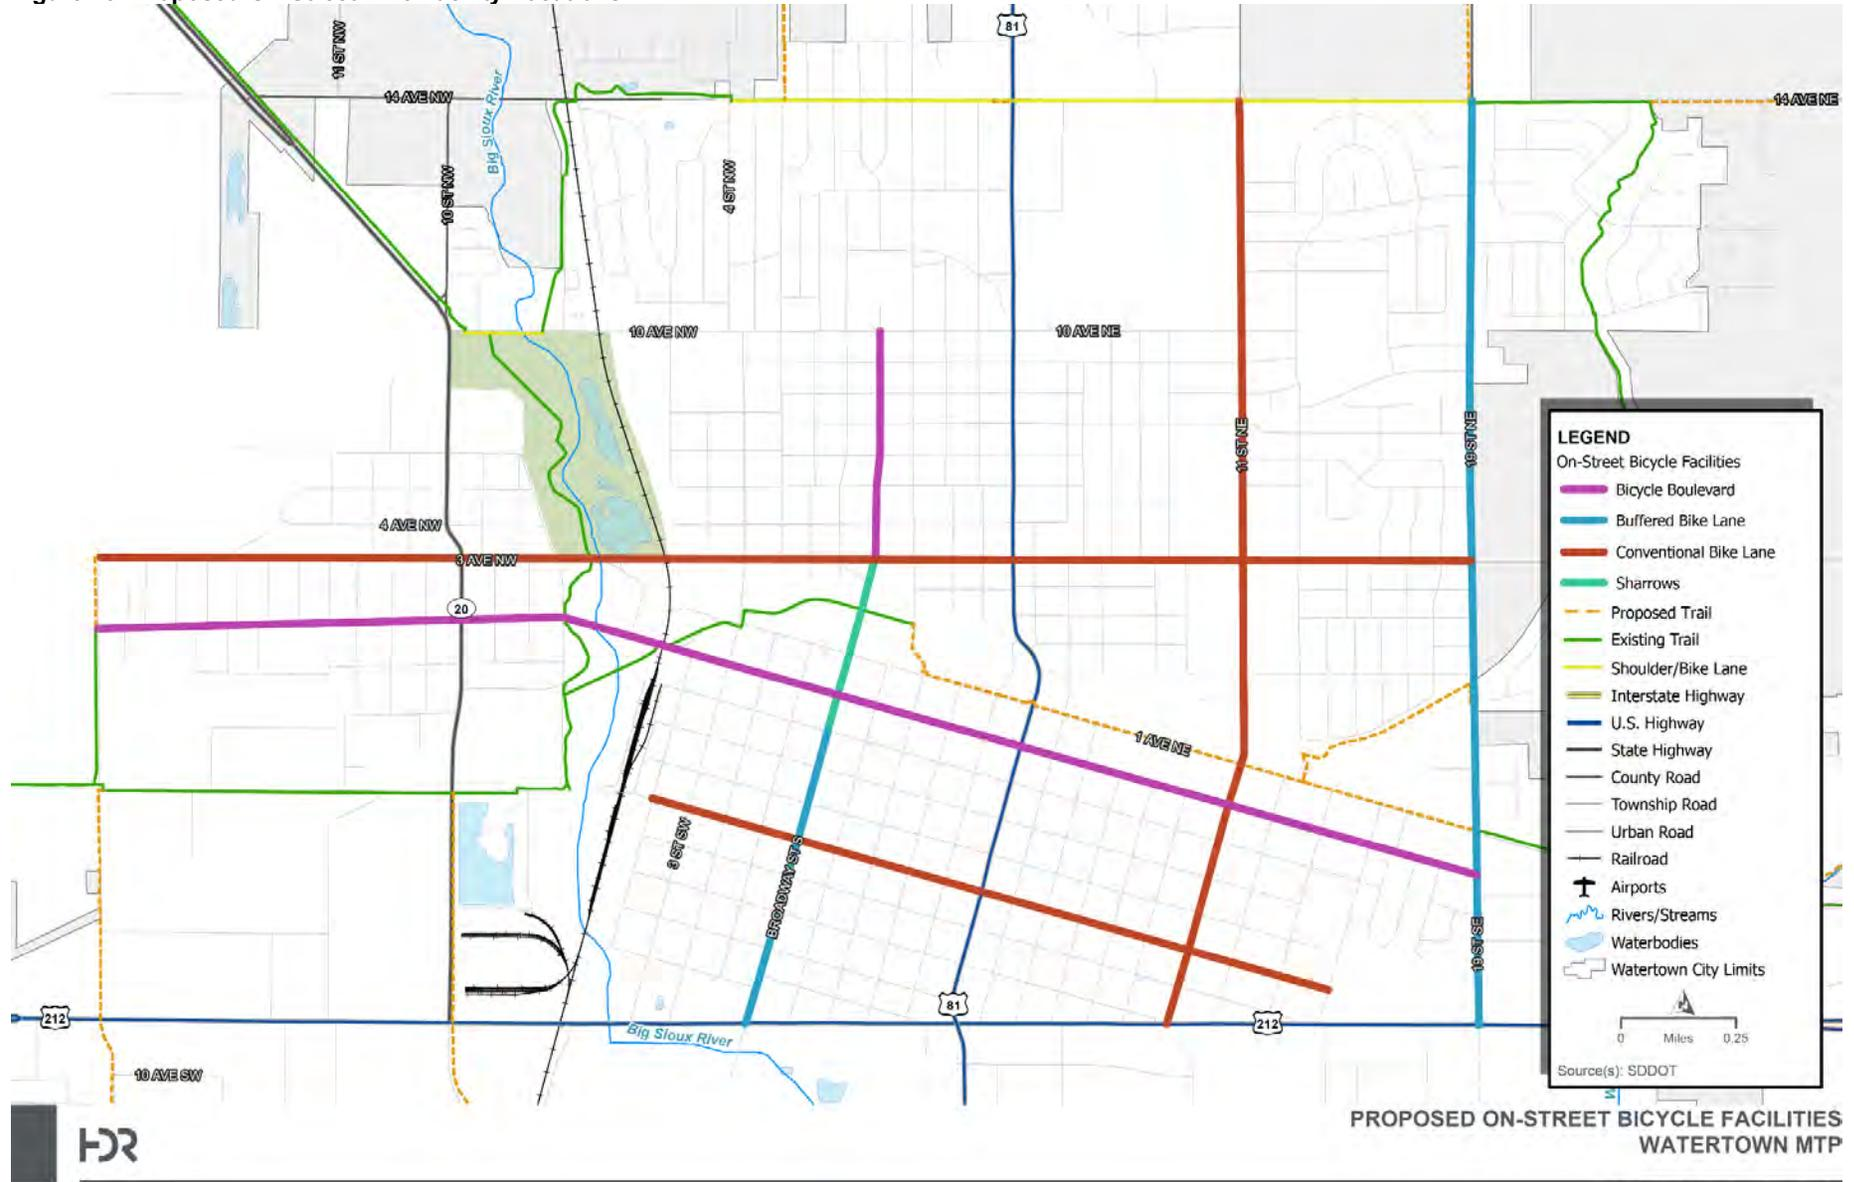 81
11 ST NW
14 AVE NW
14 AVE NE
Big Sioux River
10 ST NW
4 ST NW
10 AVE NW
10 AVE NE
11 ST NE
19 ST NE
4 AVE NW
3 AVE NW
20
1 AVE NE
3 ST SW
BROADWAY ST S
19 ST SE
81
212
212
Big Sioux River
10 AVE SW
LEGEND
On-Street Bicycle Facilities
Bicycle Boulevard
Buffered Bike Lane
Conventional Bike Lane
Sharrows
Proposed Trail
Existing Trail
Shoulder/Bike Lane
Interstate Highway
U.S. Highway
State Highway
County Road
Township Road
Urban Road
Railroad
Airports
Rivers/Streams
Waterbodies
Watertown City Limits
0 Miles 0.25
Source(s): SDDOT
HDR
PROPOSED ON-STREET BICYCLE FACILITIES
WATERTOWN MTP